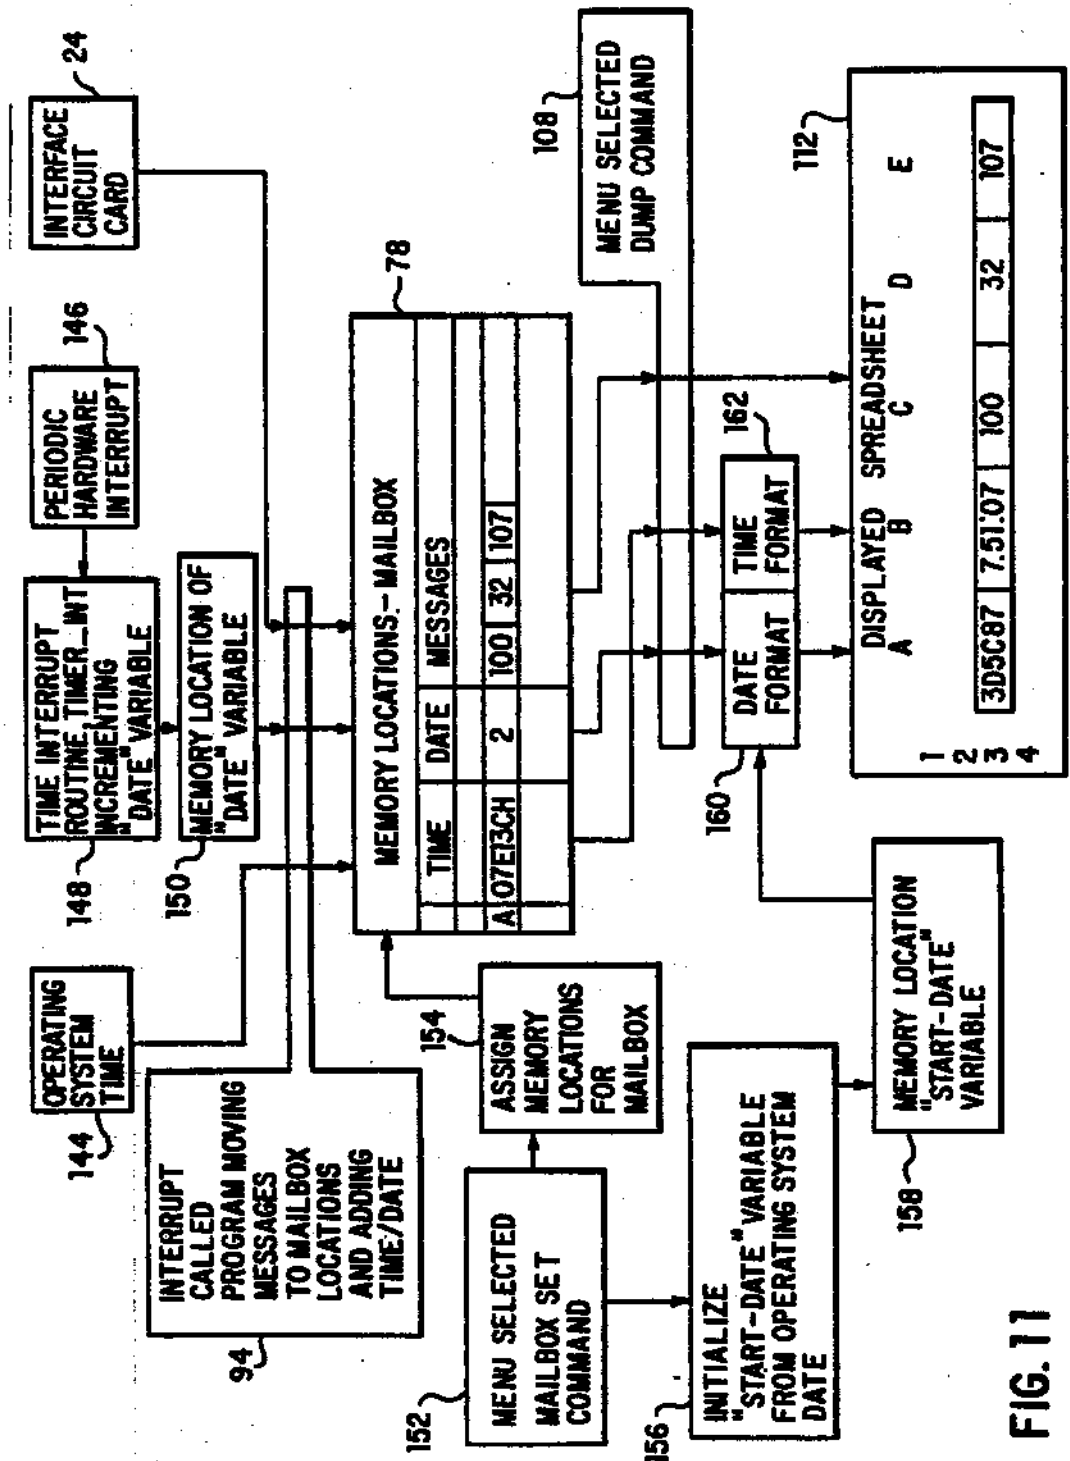 OPERATING
SYSTEM
TIME
144
TIME INTERRUPT
ROUTINE_TIMER_INT
INCREMENTING
"DATE" VARIABLE
148
PERIODIC
HARDWARE
INTERRUPT
146
INTERFACE
CIRCUIT
CARD
24
MEMORY LOCATION OF
"DATE" VARIABLE
150
INTERRUPT
CALLED
PROGRAM MOVING
MESSAGES
TO MAILBOX
LOCATIONS
AND ADDING
TIME/DATE
94
MEMORY LOCATIONS - MAILBOX
78
TIME DATE MESSAGES
A 07E13CH 2 100 32 107
MENU SELECTED
MAILBOX SET
COMMAND
152
ASSIGN
MEMORY
LOCATIONS
FOR
MAILBOX
154
MENU SELECTED
DUMP COMMAND
108
INITIALIZE
"START-DATE" VARIABLE
FROM OPERATING SYSTEM
DATE
156
DATE
FORMAT
160
TIME
FORMAT
162
MEMORY LOCATION
"START-DATE"
VARIABLE
158
DISPLAYED SPREADSHEET
112
A B C D E
1
2
3 3D5C87 7.51:07 100 32 107
4
FIG. 11